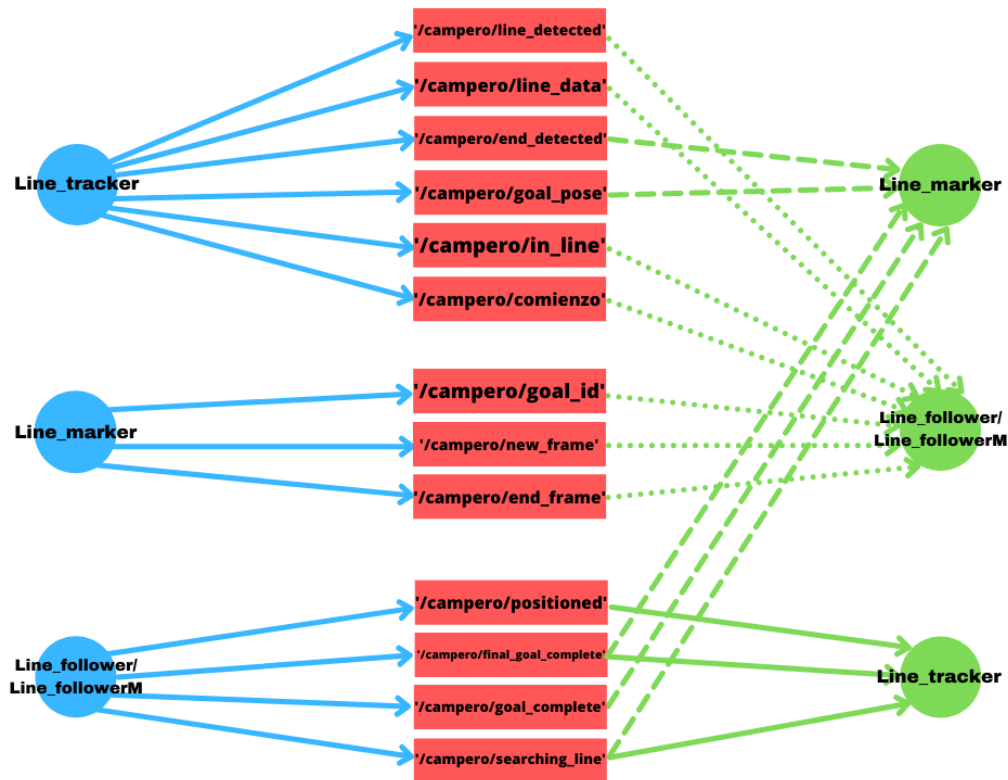 '/campero/line_detected'
'/campero/line_data'
'/campero/end_detected'
Line_tracker
'/campero/goal_pose'
Line_marker
'/campero/in_line'
'/campero/comienzo'
'/campero/goal_id'
Line_marker
'/campero/new_frame'
Line_follower/
Line_followerM
'/campero/end_frame'
'/campero/positioned'
Line_follower/
Line_followerM
'/campero/final_goal_complete'
Line_tracker
'/campero/goal_complete'
'/campero/searching_line'